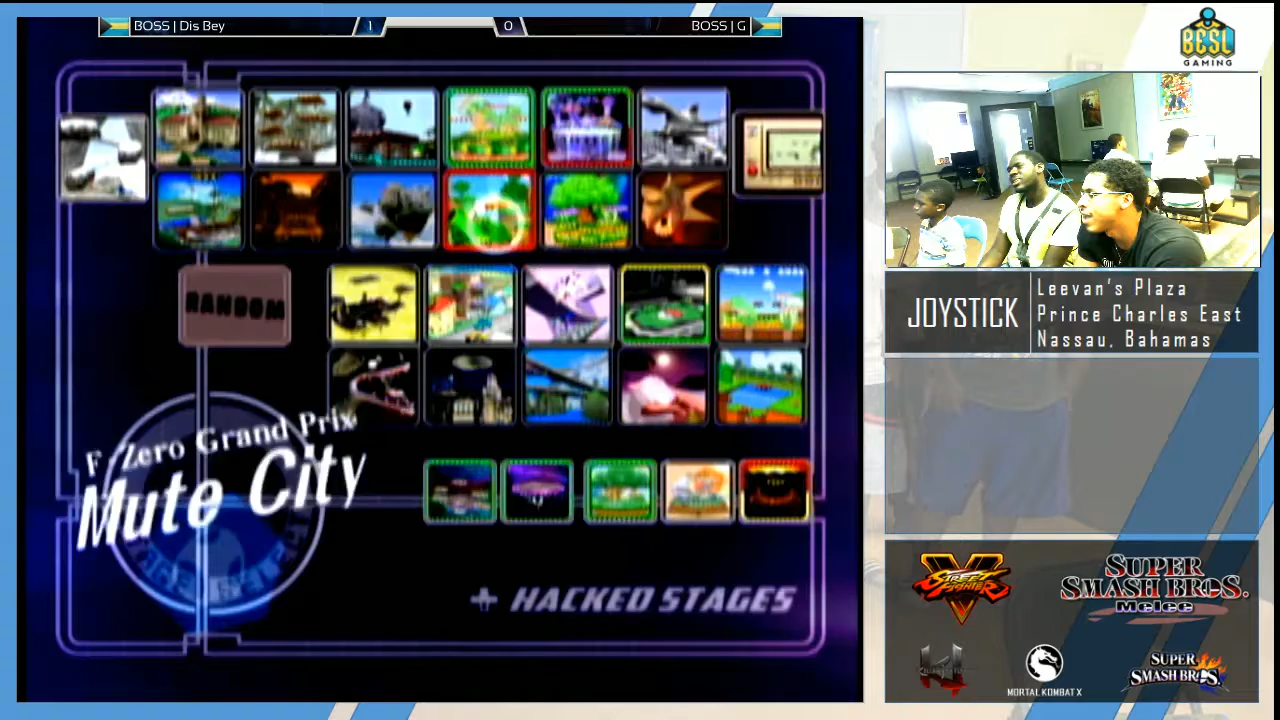 BOSS | Dis Bey
1
0
BOSS | G
BESL
GAMING
JOYSTICK
Leevan's Plaza
Prince Charles East
Nassau, Bahamas
RANDOM
F-Zero Grand Prix
Mute City
+ HACKED STAGES
STREET
FIGHTER
V
SUPER
SMASH BROS.
Melee
MORTAL KOMBAT X
SUPER
SMASH BROS.